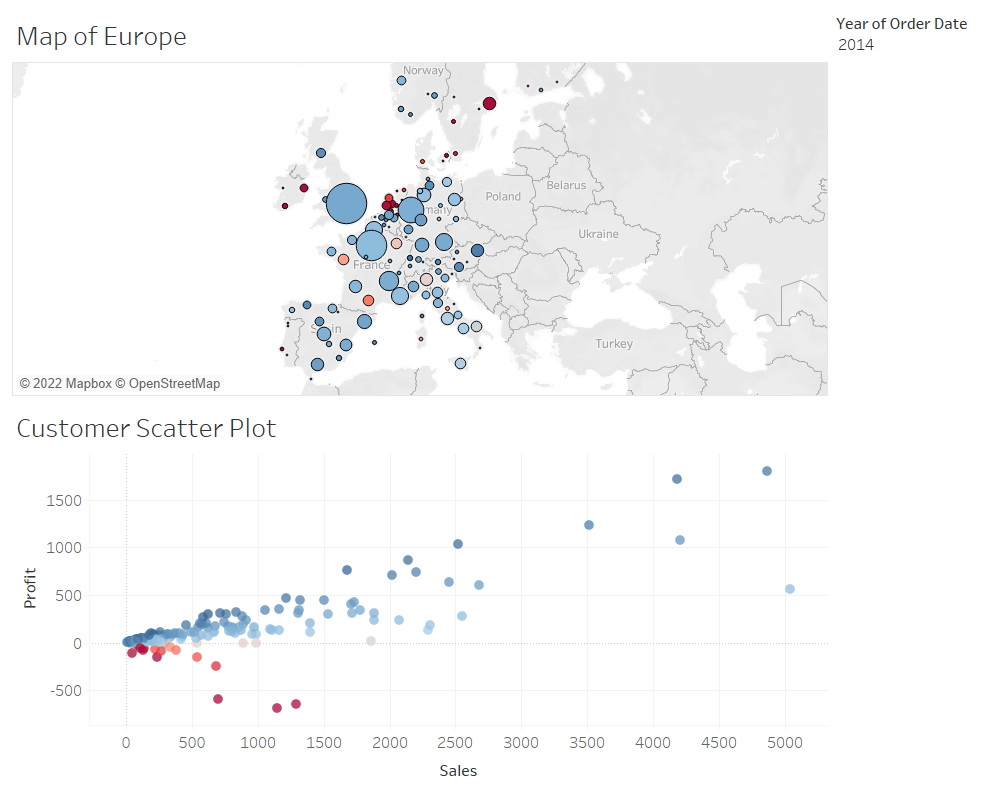 Map of Europe
Year of Order Date
2014
Norway
Belarus
Poland
Ukraine
France
Turkey
© 2022 Mapbox © OpenStreetMap
Customer Scatter Plot
Profit
1500
1000
500
0
-500
0 500 1000 1500 2000 2500 3000 3500 4000 4500 5000
Sales